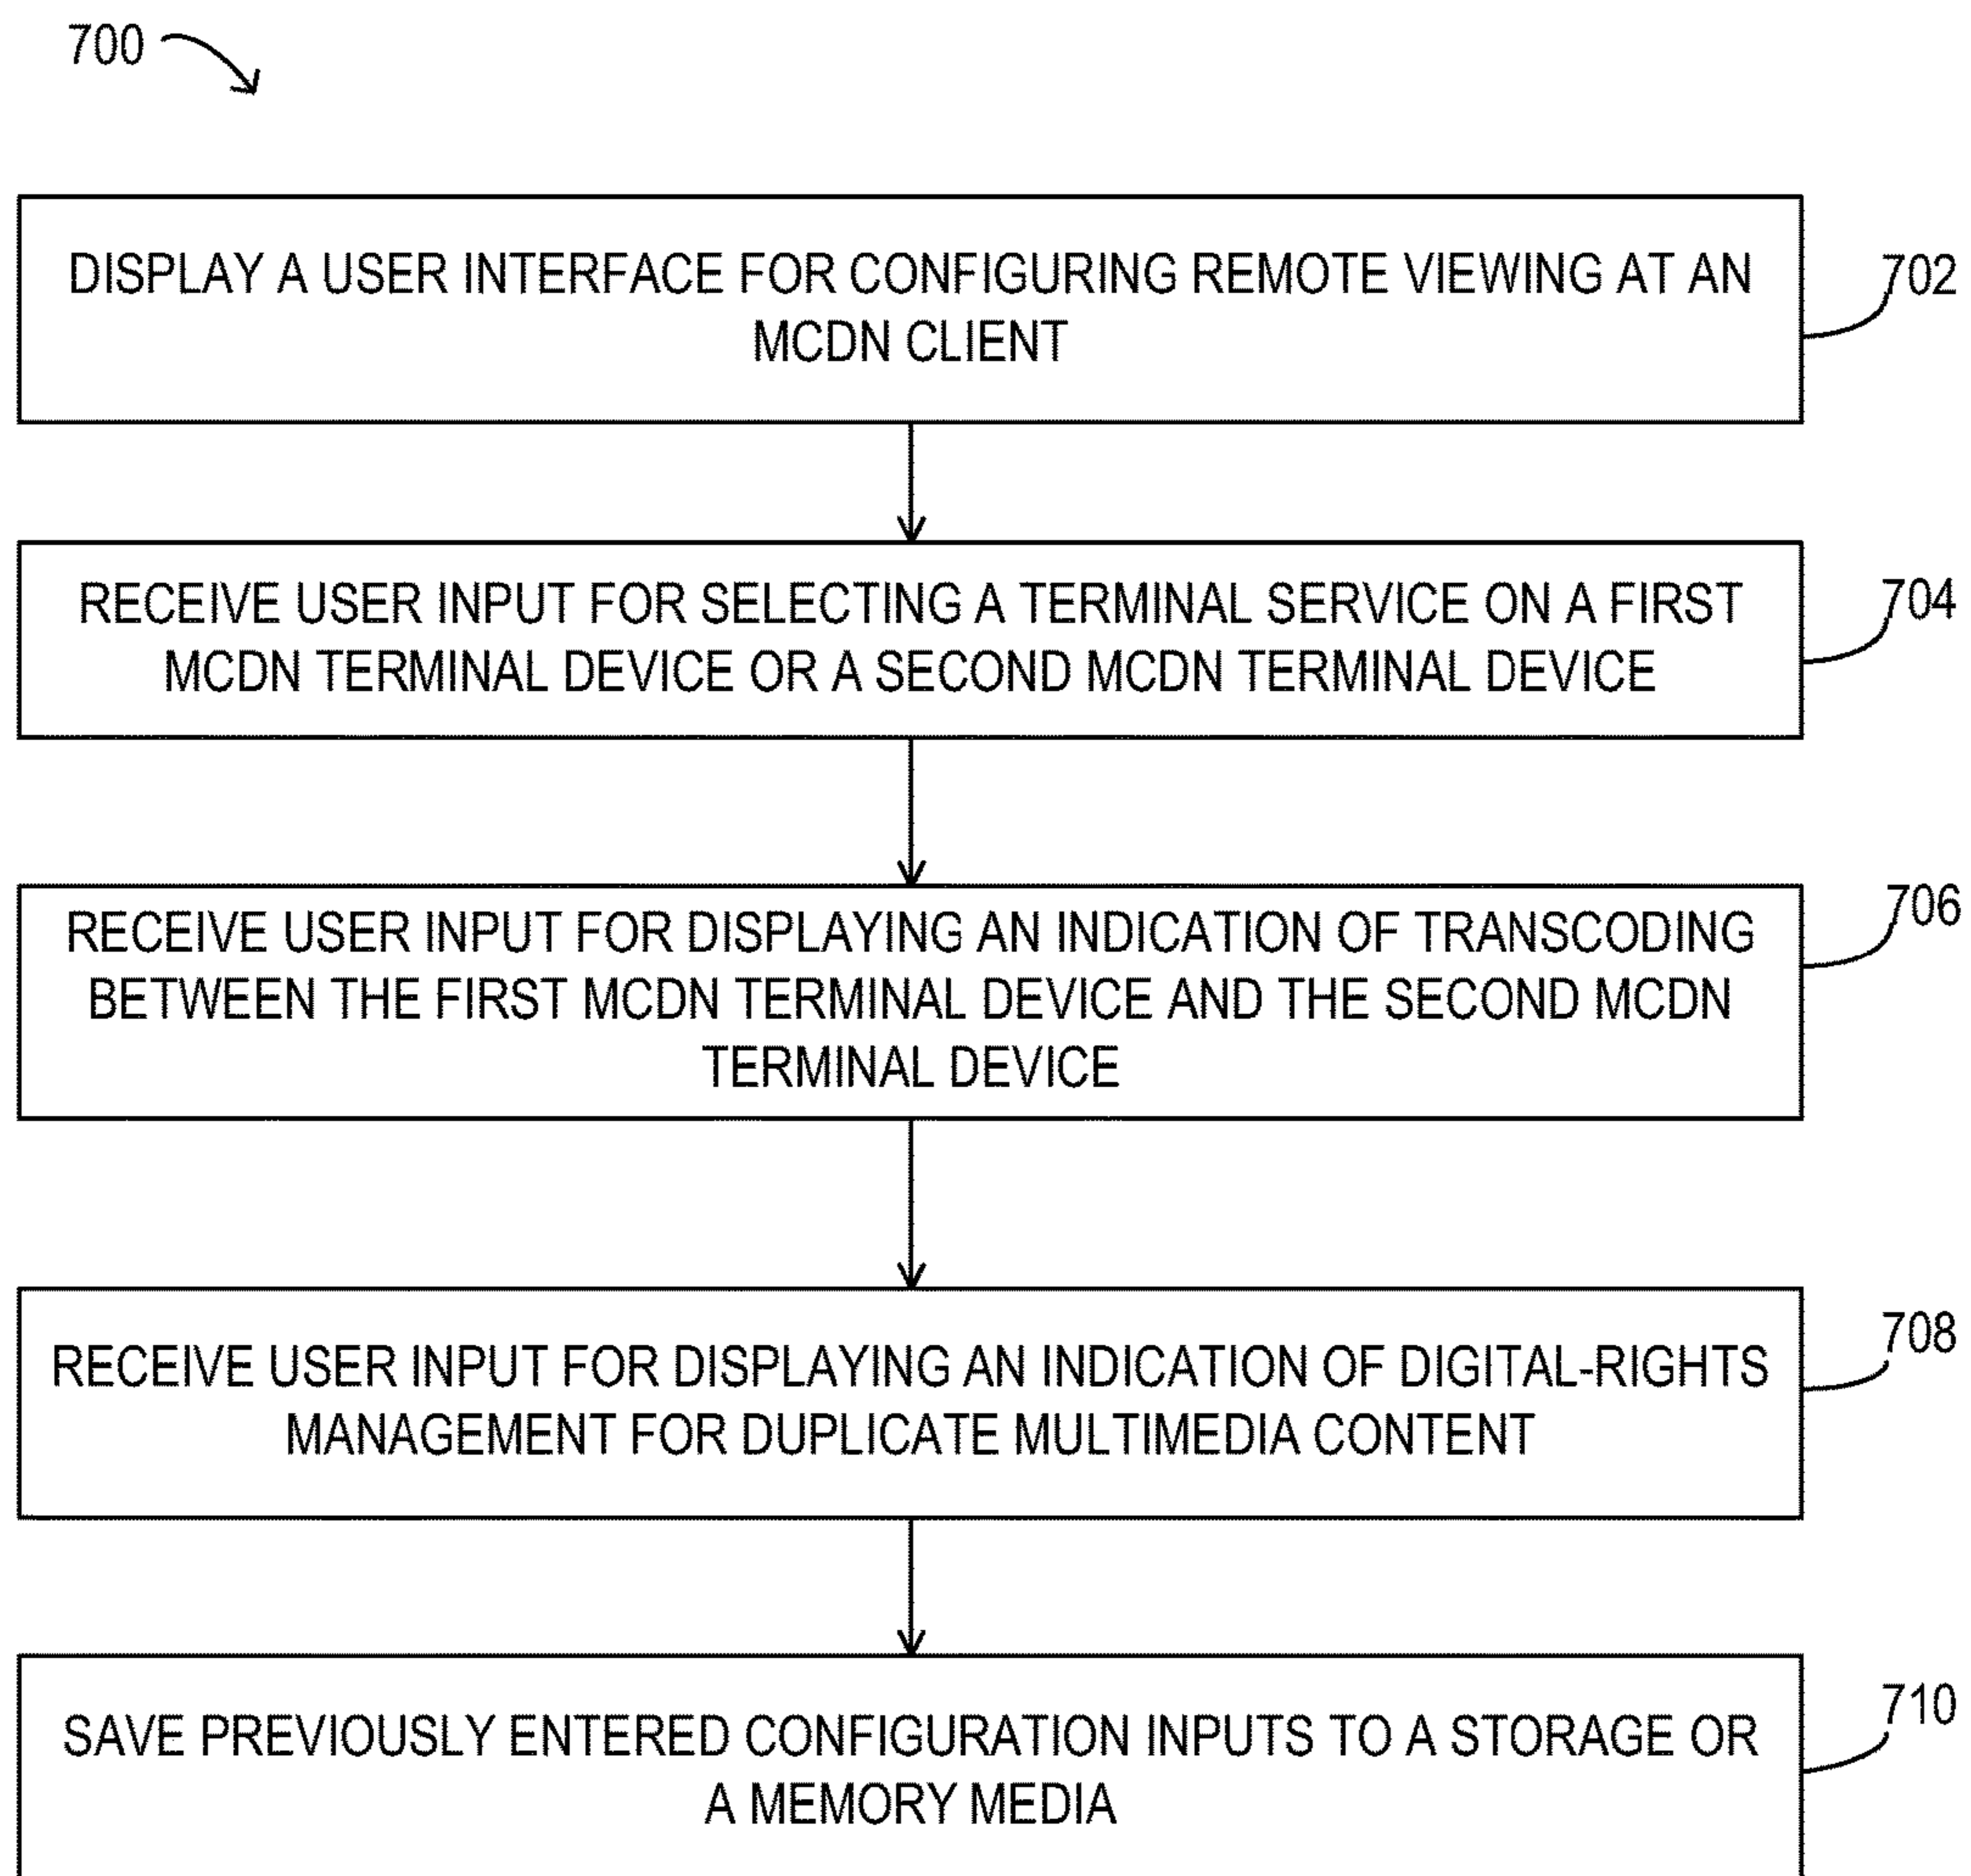 700
DISPLAY A USER INTERFACE FOR CONFIGURING REMOTE VIEWING AT AN
MCDN CLIENT
702
RECEIVE USER INPUT FOR SELECTING A TERMINAL SERVICE ON A FIRST
MCDN TERMINAL DEVICE OR A SECOND MCDN TERMINAL DEVICE
704
RECEIVE USER INPUT FOR DISPLAYING AN INDICATION OF TRANSCODING
BETWEEN THE FIRST MCDN TERMINAL DEVICE AND THE SECOND MCDN
TERMINAL DEVICE
706
RECEIVE USER INPUT FOR DISPLAYING AN INDICATION OF DIGITAL-RIGHTS
MANAGEMENT FOR DUPLICATE MULTIMEDIA CONTENT
708
SAVE PREVIOUSLY ENTERED CONFIGURATION INPUTS TO A STORAGE OR
A MEMORY MEDIA
710